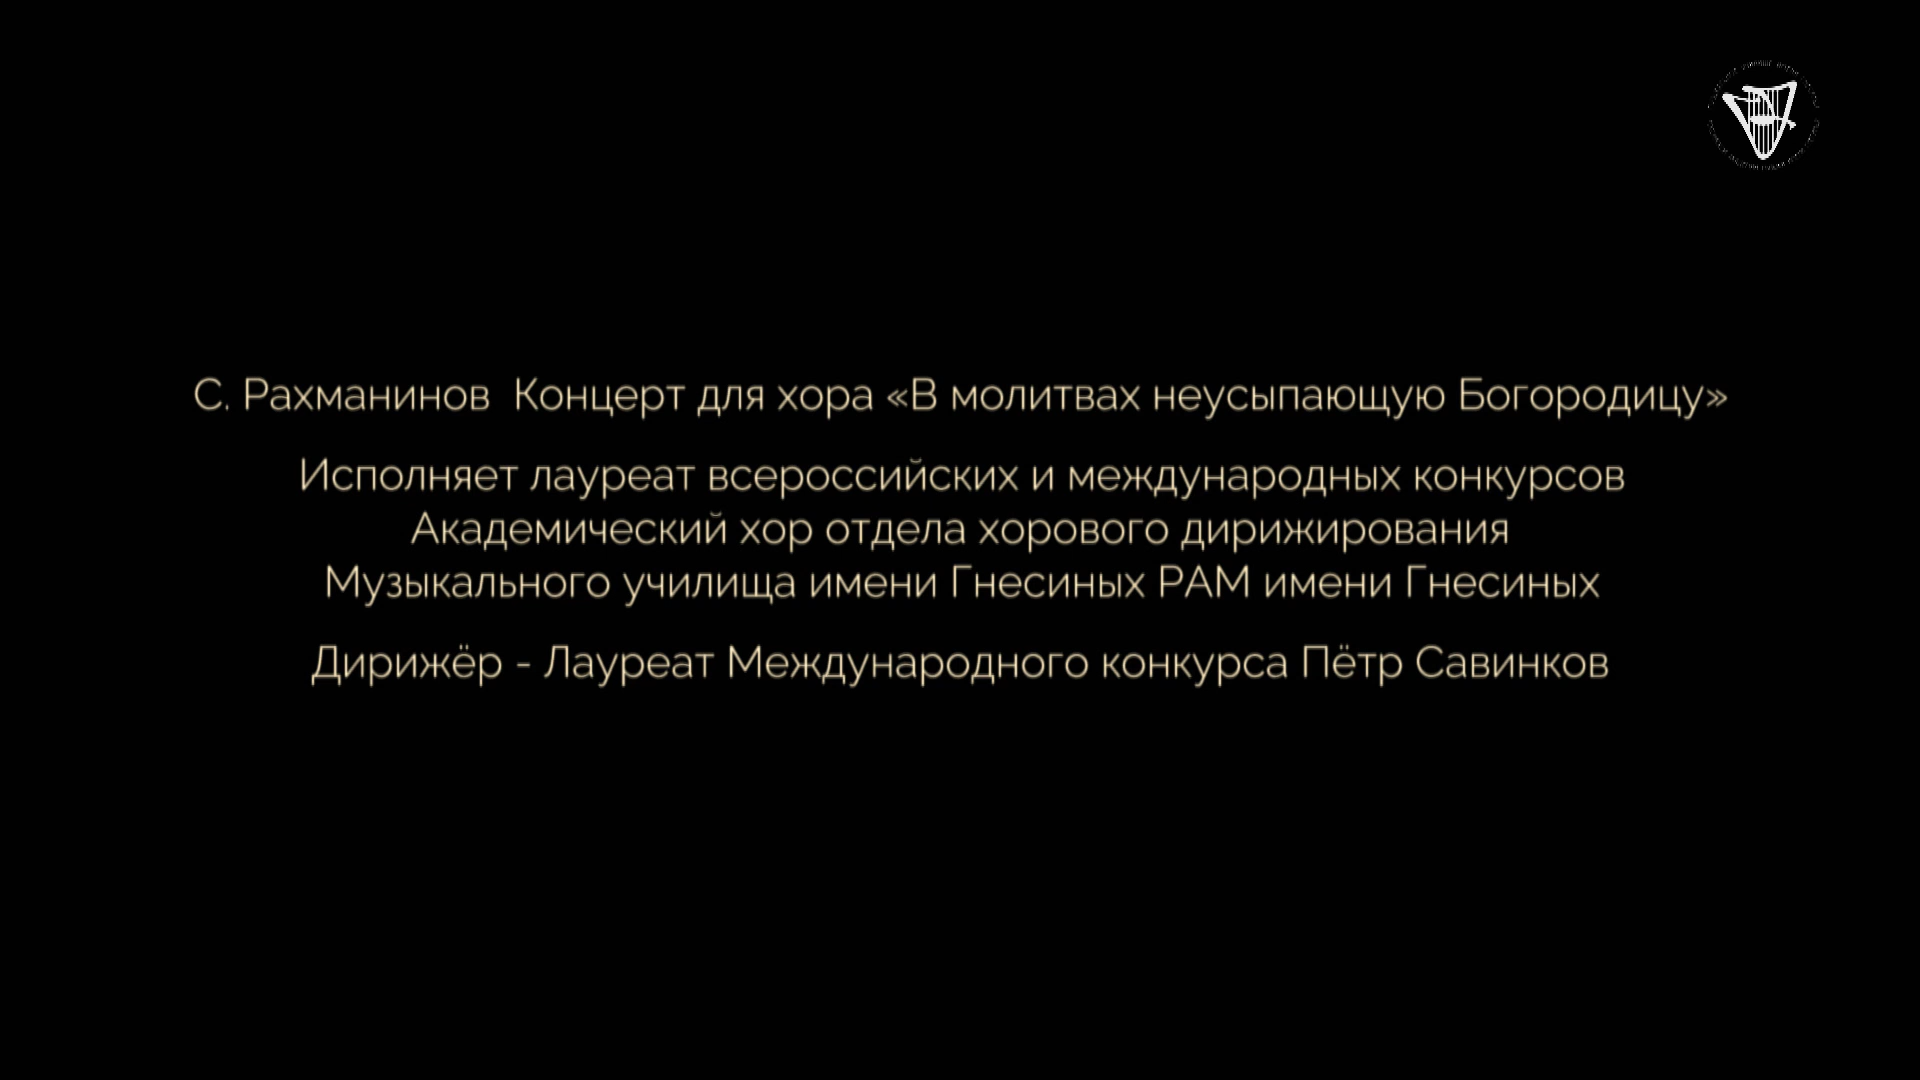 С. Рахманинов  Концерт для хора «В молитвах неусыпающую Богородицу»
Исполняет лауреат всероссийских и международных конкурсов
Академический хор отдела хорового дирижирования
Музыкального училища имени Гнесиных РАМ имени Гнесиных
Дирижёр - Лауреат Международного конкурса Пётр Савинков